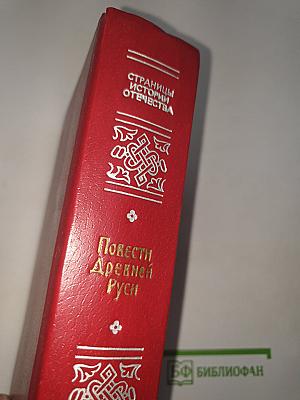 СТРАНИЦЫ
ИСТОРИИ
ОТЕЧЕСТВА
Повести
Древней
Руси
БФ БИБЛИОФАН